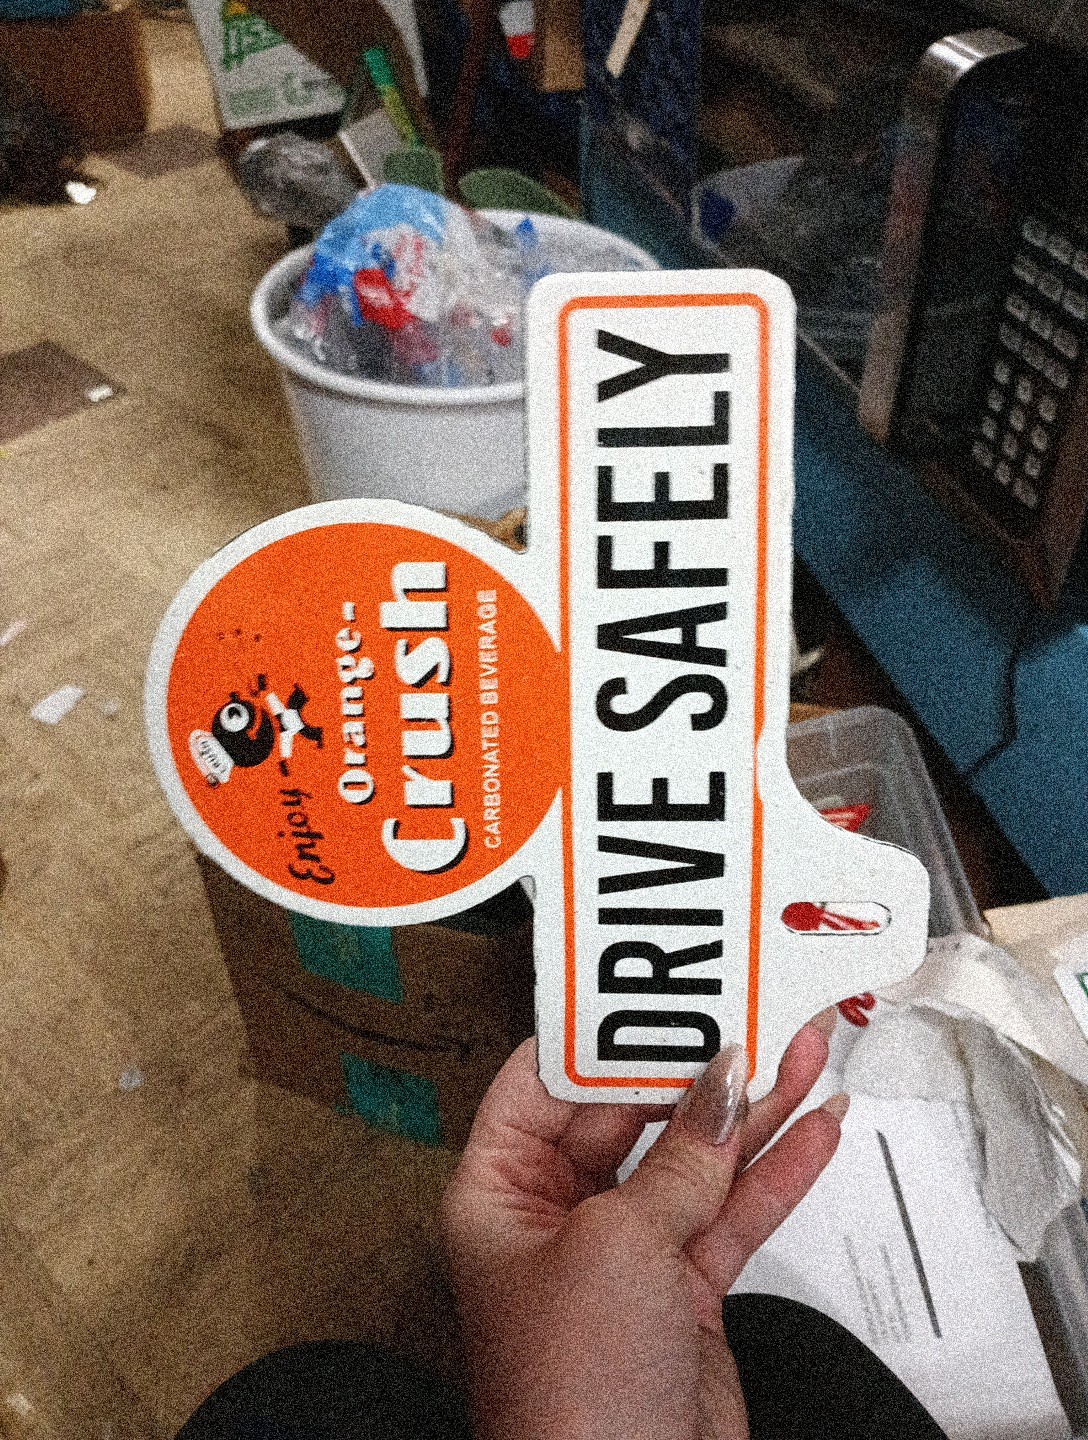 Enjoy
Orange-
Crush
CARBONATED BEVERAGE
DRIVE SAFELY